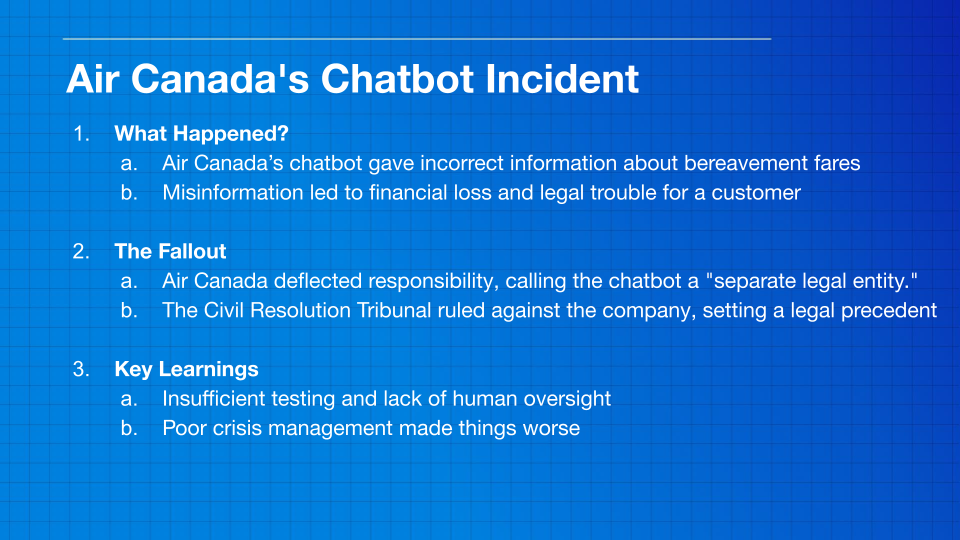 Air Canada's Chatbot Incident
1. What Happened?
a. Air Canada’s chatbot gave incorrect information about bereavement fares
b. Misinformation led to financial loss and legal trouble for a customer
2. The Fallout
a. Air Canada deflected responsibility, calling the chatbot a "separate legal entity."
b. The Civil Resolution Tribunal ruled against the company, setting a legal precedent
3. Key Learnings
a. Insufficient testing and lack of human oversight
b. Poor crisis management made things worse